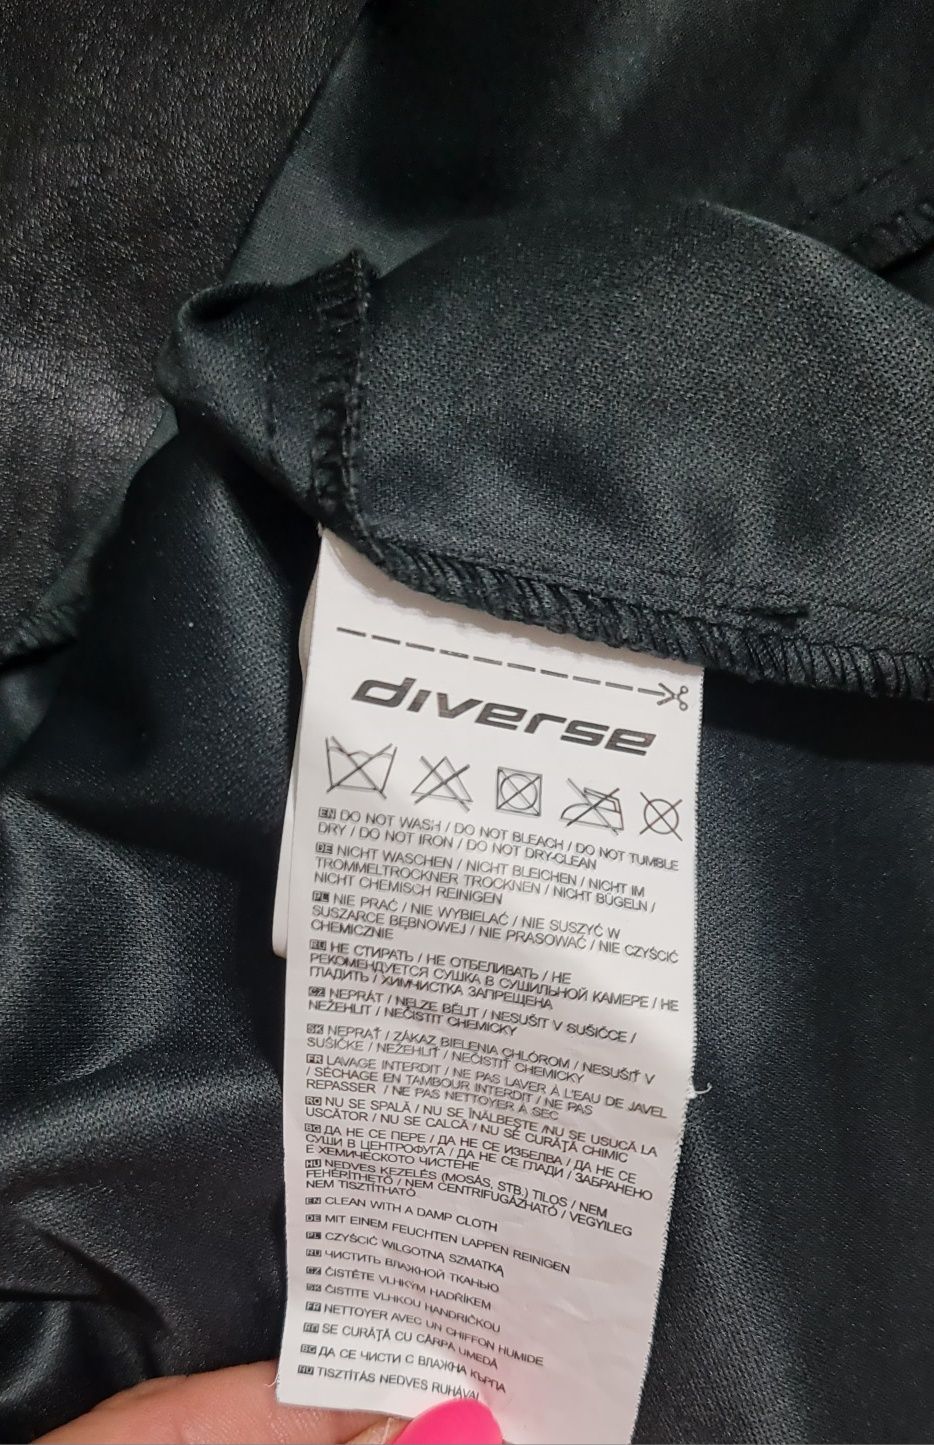 diverse
EN DO NOT WASH / DO NOT BLEACH / DO NOT TUMBLE
DRY / DO NOT IRON / DO NOT DRY-CLEAN
DE NICHT WASCHEN / NICHT BLEICHEN / NICHT IM
TROMMELTROCKNER TROCKNEN / NICHT BÜGELN /
NICHT CHEMISCH REINIGEN
PL NIE PRAĆ / NIE WYBIELAĆ / NIE SUSZYĆ W
SUSZARCE BĘBNOWEJ / NIE PRASOWAĆ / NIE CZYŚCIĆ
CHEMICZNIE
RU НЕ СТИРАТЬ / НЕ ОТБЕЛИВАТЬ / НЕ
РЕКОМЕНДУЕТСЯ СУШКА В СУШИЛЬНОЙ КАМЕРЕ / НЕ
ГЛАДИТЬ / ХИМЧИСТКА ЗАПРЕЩЕНА
CZ NEPRÁT / NELZE BÉLIT / NESUŠIT V SUŠIČCE /
NEŽEHLIT / NEČISTIT CHEMICKY
SK NEPRAŤ / ZÁKAZ BIELENIA CHLÓROM / NESUŠIŤ V
SUŠIČKE / NEŽEHLIŤ / NEČISTIŤ CHEMICKY
FR LAVAGE INTERDIT / NE PAS LAVER À L'EAU DE JAVEL
/ SÉCHAGE EN TAMBOUR INTERDIT / NE PAS
REPASSER / NE PAS NETTOYER À SEC
RO NU SE SPALĂ / NU SE ÎNĂLBEȘTE /NU SE USUCĂ LA
USCĂTOR / NU SE CALCĂ / NU SE CURĂȚĂ CHIMIC
BG ДА НЕ СЕ ПЕРЕ / ДА НЕ СЕ ИЗБЕЛВА / ДА НЕ СЕ
СУШИ В ЦЕНТРОФУГА / ДА НЕ СЕ ГЛАДИ / ЗАБРАНЕНО
Е ХЕМИЧЕСКОТО ЧИСТЕНЕ
HU NEDVES KEZELÉS (MOSÁS, STB.) TILOS / NEM
FEHÉRÍTHETŐ / NEM CENTRIFUGÁZHATÓ / VEGYILEG
NEM TISZTÍTHATÓ
EN CLEAN WITH A DAMP CLOTH
DE MIT EINEM FEUCHTEN LAPPEN REINIGEN
PL CZYŚCIĆ WILGOTNĄ SZMATKĄ
RU ЧИСТИТЬ ВЛАЖНОЙ ТКАНЬЮ
CZ ČISTĚTE VLHKÝM HADŘÍKEM
SK ČISTITE VLHKOU HANDRIČKOU
FR NETTOYER AVEC UN CHIFFON HUMIDE
RO SE CURĂȚĂ CU CÂRPA UMEDĂ
BG ДА СЕ ЧИСТИ С ВЛАЖНА КЪРПА
HU TISZTÍTÁS NEDVES RUHÁVAL